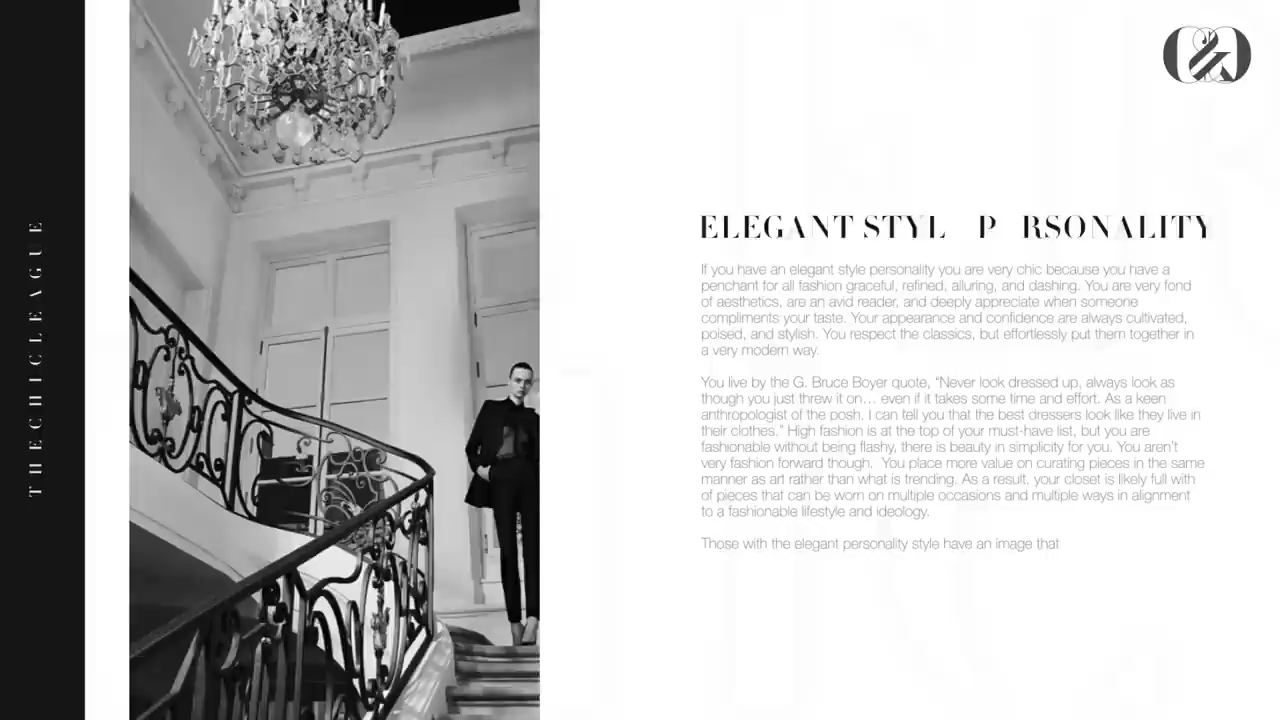 THECHICLEAGUE
ELEGANT STYL P RSONALITY
If you have an elegant style personality you are very chic because you have a
penchant for all fashion graceful, refined, alluring, and dashing. You are very fond
of aesthetics, are an avid reader, and deeply appreciate when someone
compliments your taste. Your appearance and confidence are always cultivated,
poised, and stylish. You respect the classics, but effortlessly put them together in
a very modern way.
You live by the G. Bruce Boyer quote, “Never look dressed up, always look as
though you just threw it on… even if it takes some time and effort. As a keen
anthropologist of the posh, I can tell you that the best dressers look like they live in
their clothes.” High fashion is at the top of your must-have list, but you are
fashionable without being flashy, there is beauty in simplicity for you. You aren’t
very fashion forward though.  You place more value on curating pieces in the same
manner as art rather than what is trending. As a result, your closet is likely full with
of pieces that can be worn on multiple occasions and multiple ways in alignment
to a fashionable lifestyle and ideology.
Those with the elegant personality style have an image that